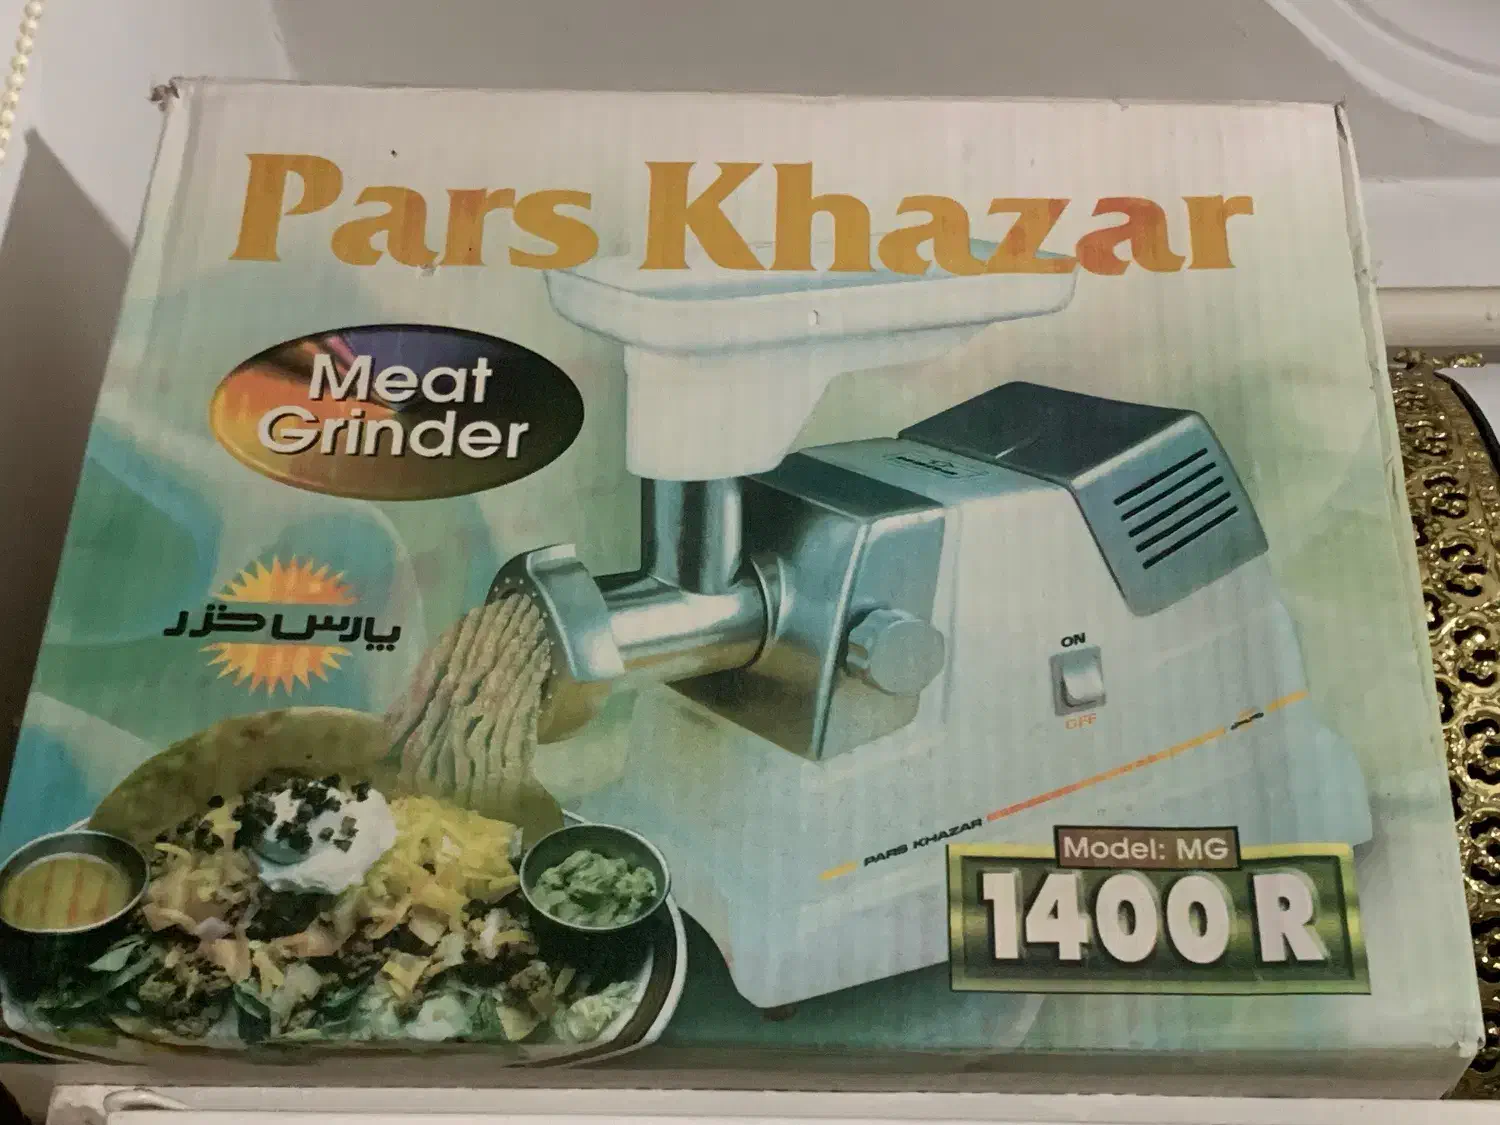 Pars Khazar
Meat
Grinder
پارس خزر
ON
OFF
PARS KHAZAR
Model: MG
1400 R